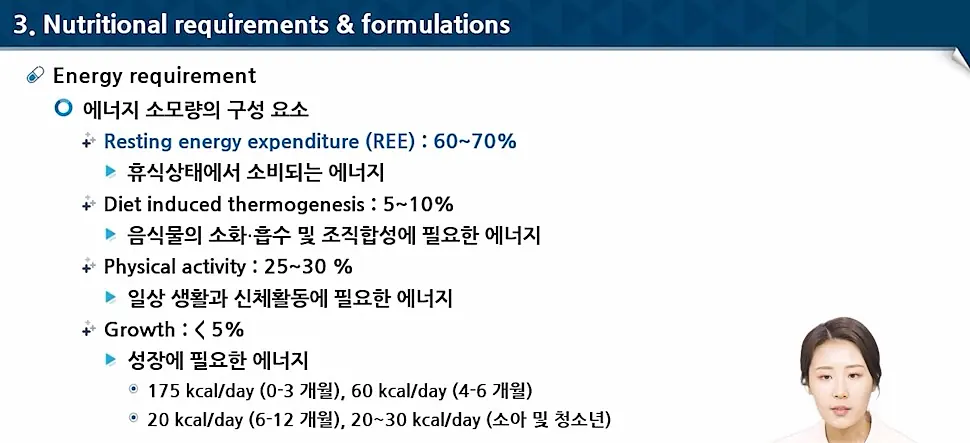 3. Nutritional requirements & formulations
Energy requirement
에너지 소모량의 구성 요소
Resting energy expenditure (REE) : 60~70%
휴식상태에서 소비되는 에너지
Diet induced thermogenesis : 5~10%
음식물의 소화·흡수 및 조직합성에 필요한 에너지
Physical activity : 25~30 %
일상 생활과 신체활동에 필요한 에너지
Growth : < 5%
성장에 필요한 에너지
175 kcal/day (0-3 개월), 60 kcal/day (4-6 개월)
20 kcal/day (6-12 개월), 20~30 kcal/day (소아 및 청소년)